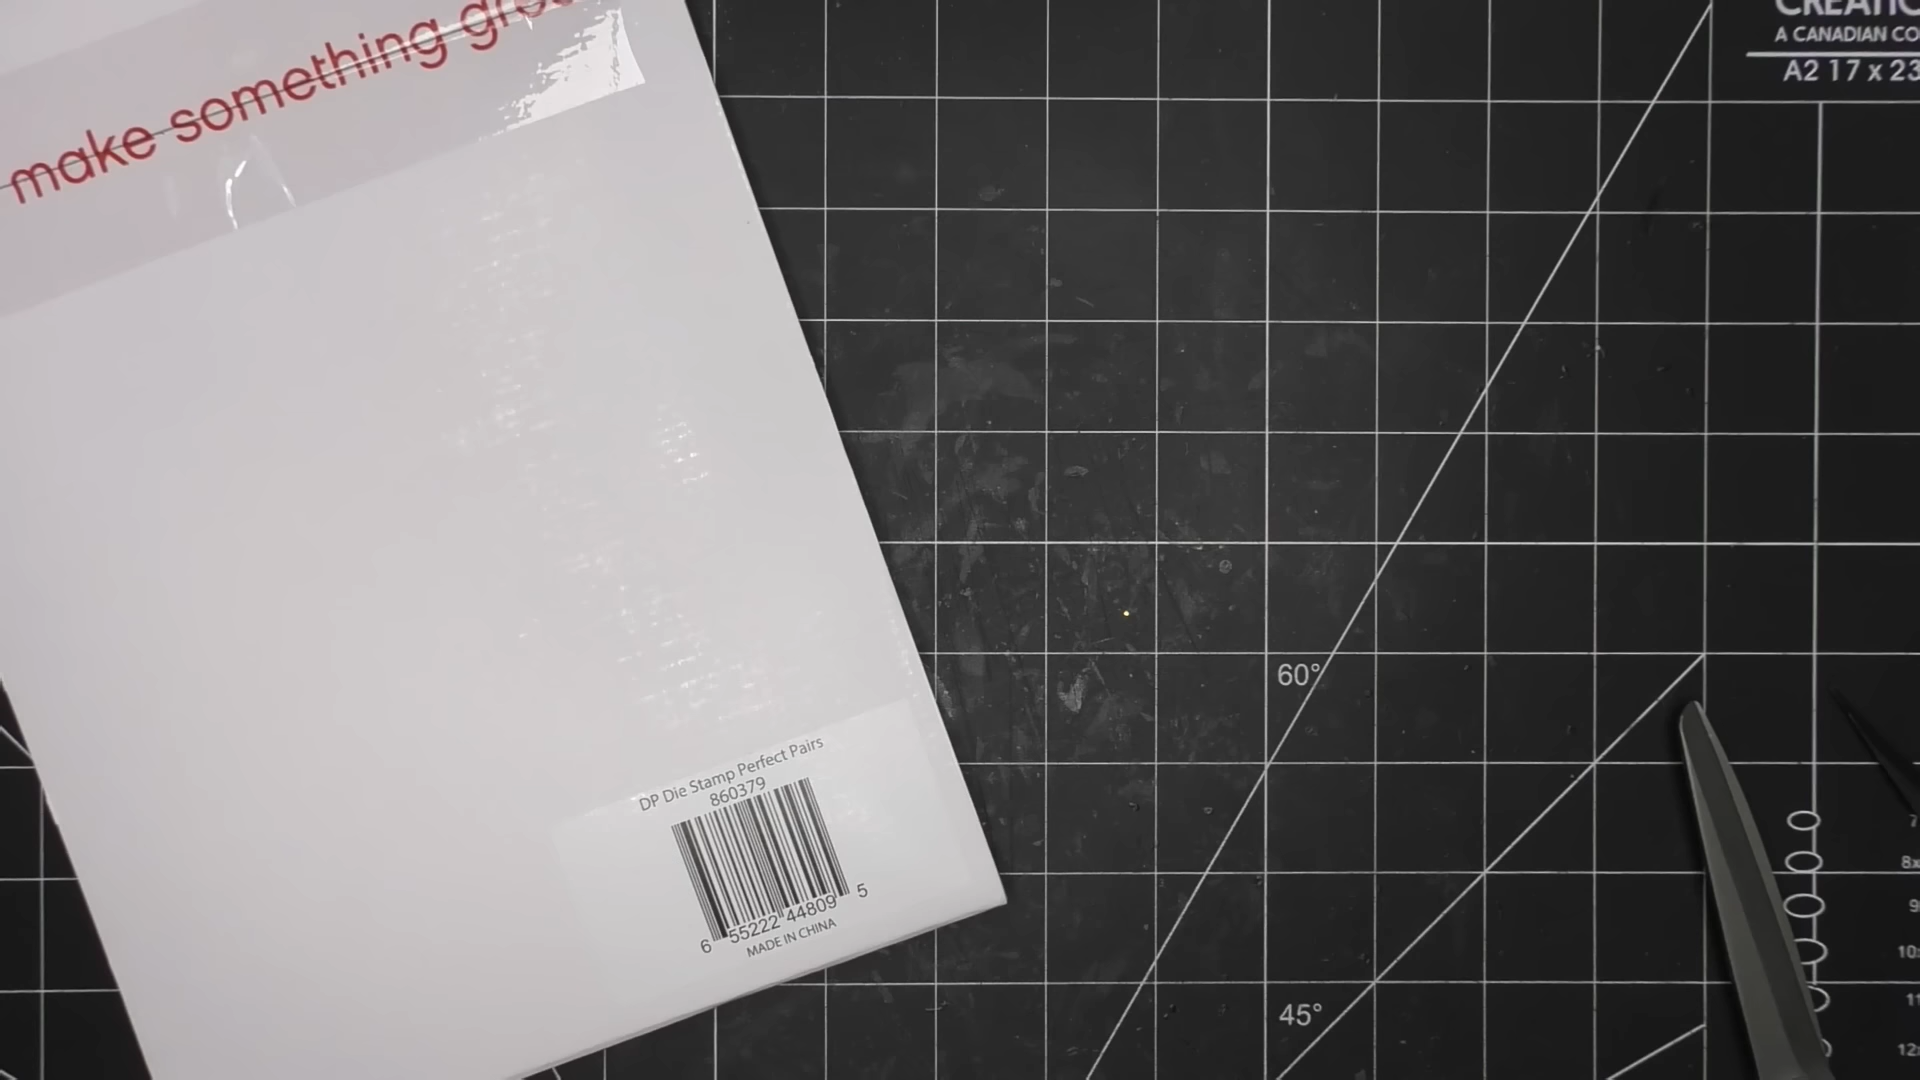 make something
A CANADIAN CO
A2 17 x 23
DP Die Stamp Perfect Pairs
860379
6 55222 44809 5
MADE IN CHINA
60°
45°